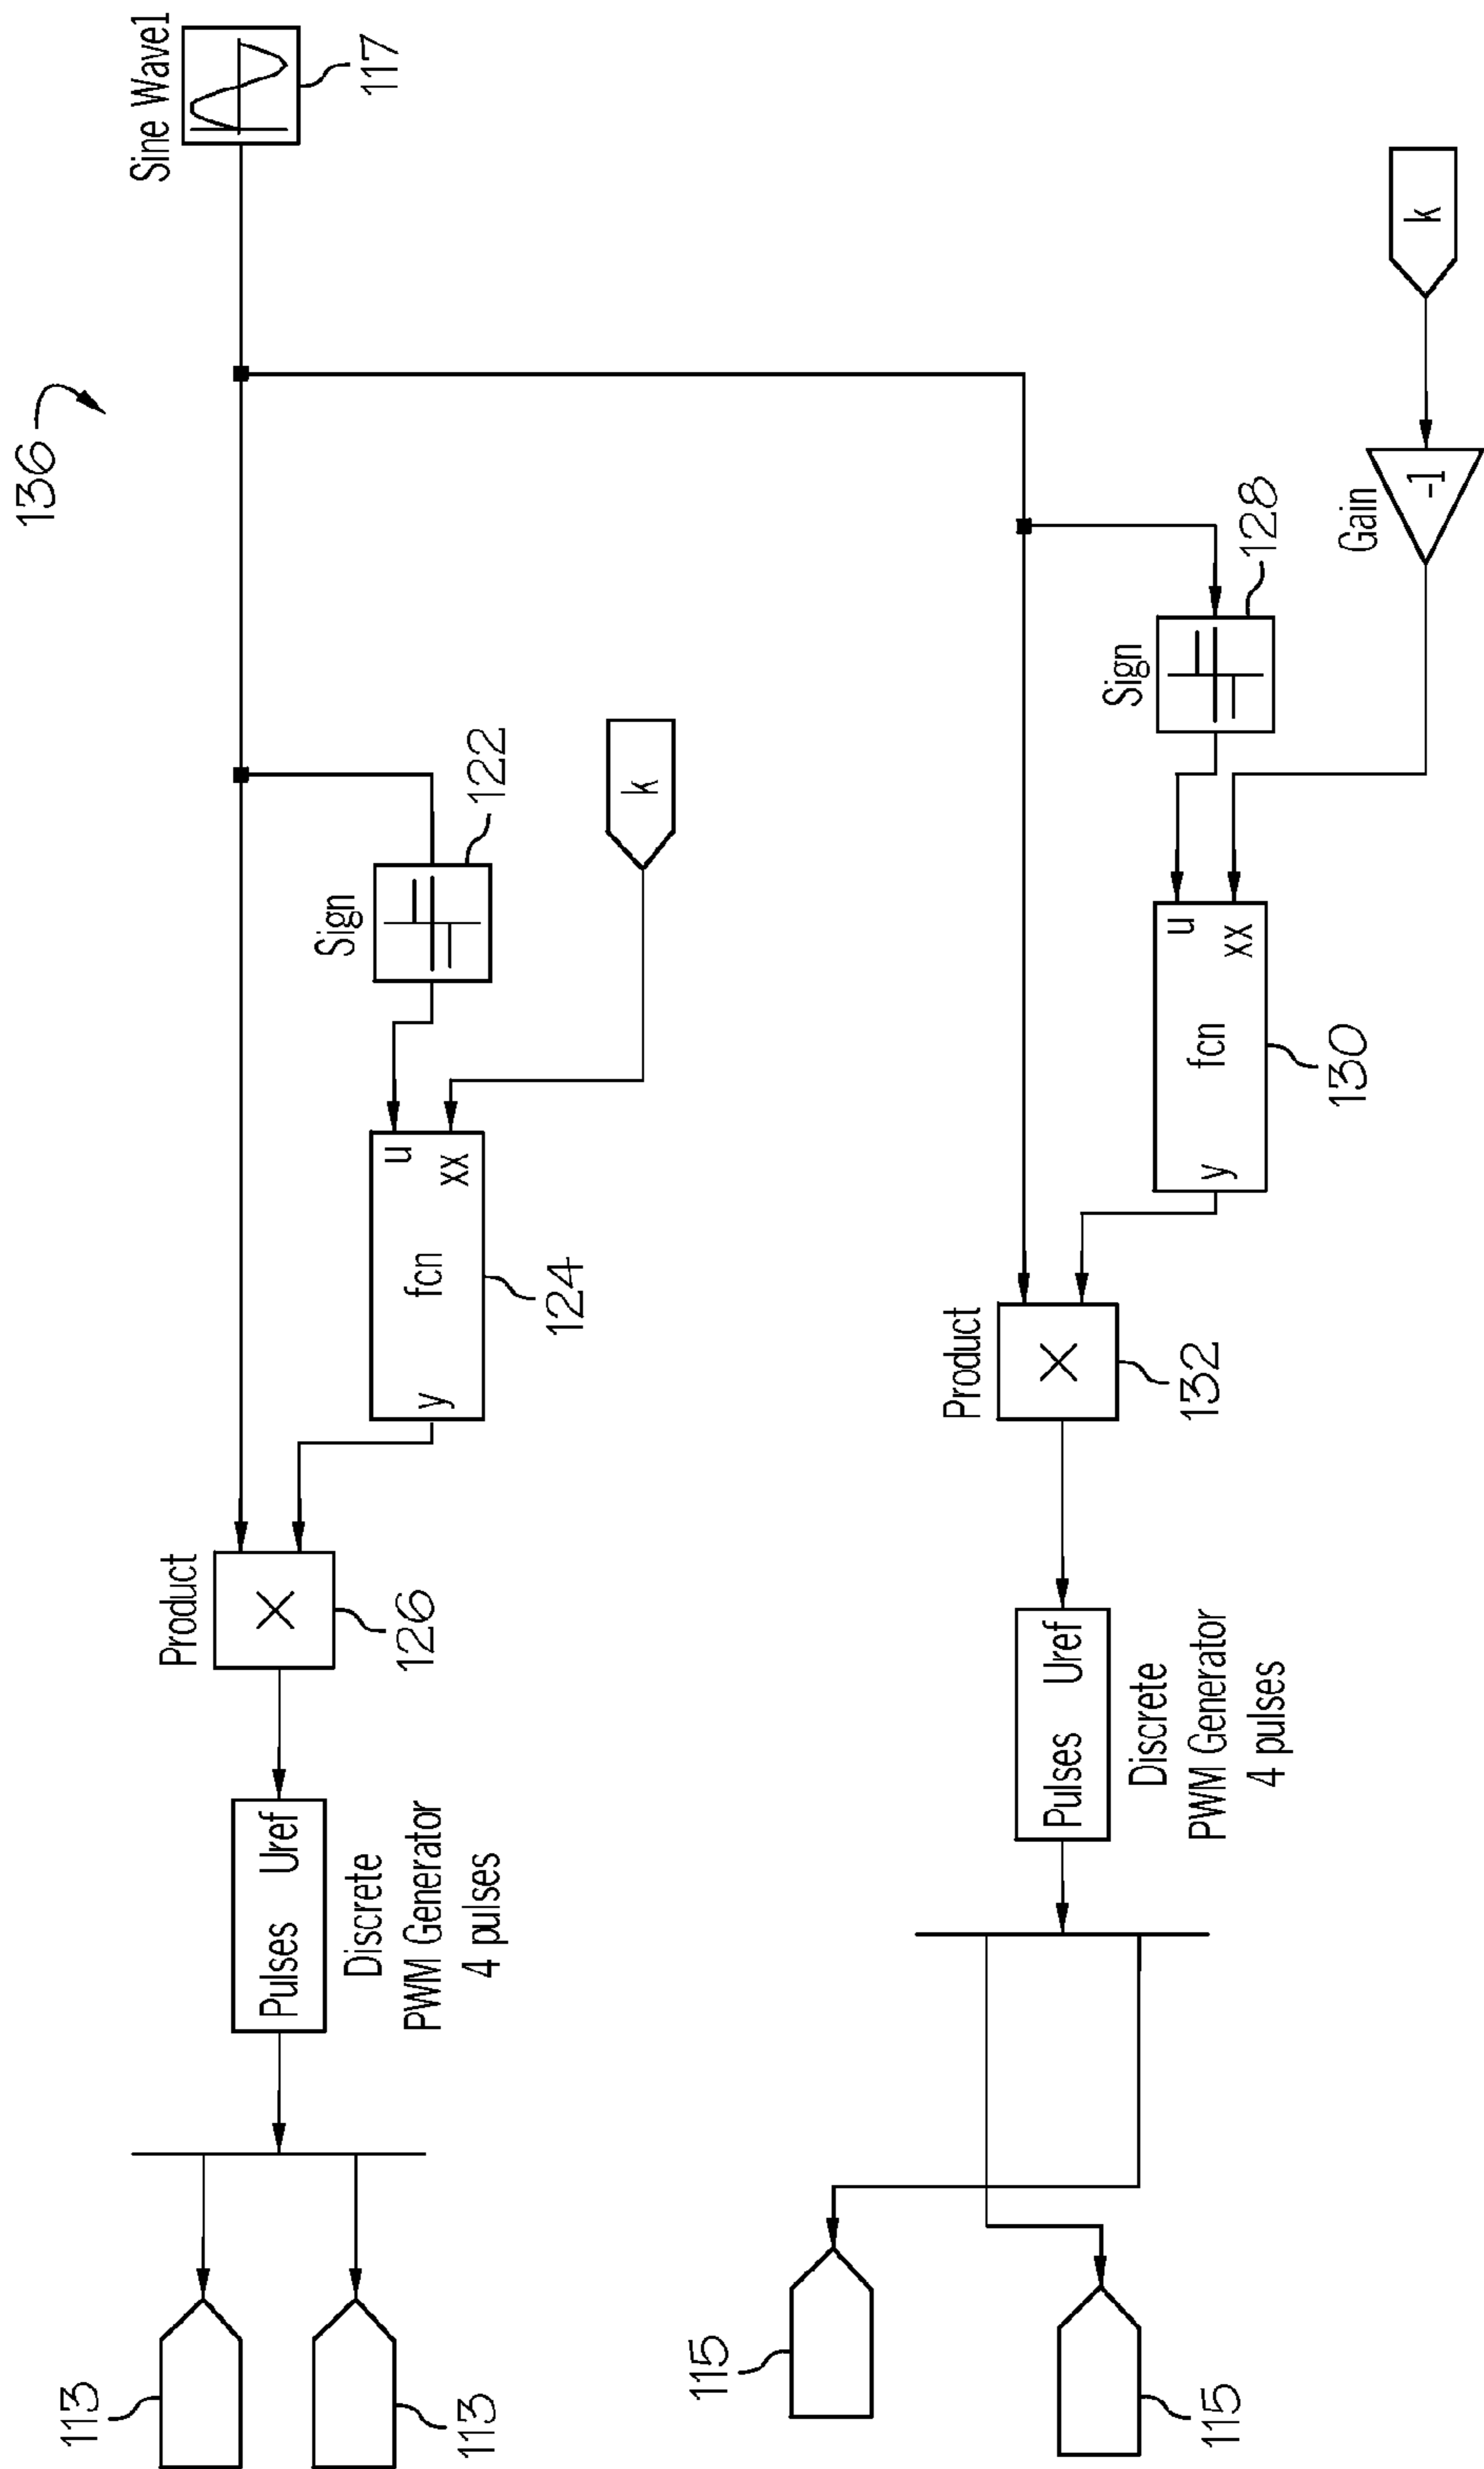 136
Sine Wave1
117
Sign
122
k
u
xx
fcn
y
124
Product
X
126
Pulses Uref
Discrete
PWM Generator
4 pulses
113
113
k
-1
Gain
Sign
128
u
xx
fcn
y
130
Product
X
132
Pulses Uref
Discrete
PWM Generator
4 pulses
115
115